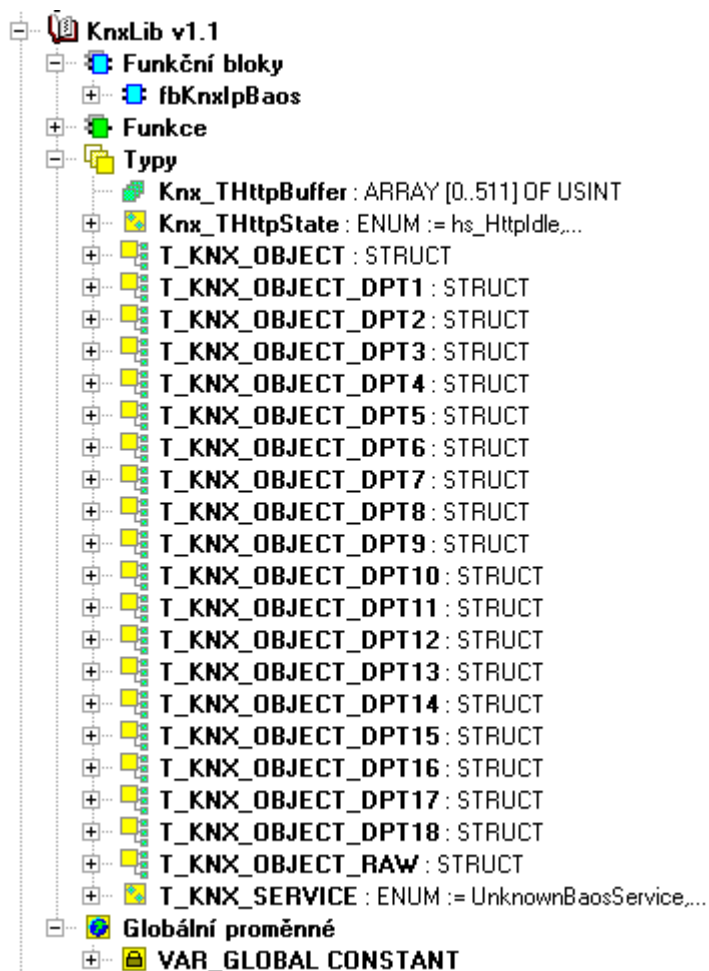 KnxLib v1.1
Funkční bloky
fbKnxIpBaos
Funkce
Typy
Knx_THttpBuffer : ARRAY [0..511] OF USINT
Knx_THttpState : ENUM := hs_HttpIdle,...
T_KNX_OBJECT : STRUCT
T_KNX_OBJECT_DPT1 : STRUCT
T_KNX_OBJECT_DPT2 : STRUCT
T_KNX_OBJECT_DPT3 : STRUCT
T_KNX_OBJECT_DPT4 : STRUCT
T_KNX_OBJECT_DPT5 : STRUCT
T_KNX_OBJECT_DPT6 : STRUCT
T_KNX_OBJECT_DPT7 : STRUCT
T_KNX_OBJECT_DPT8 : STRUCT
T_KNX_OBJECT_DPT9 : STRUCT
T_KNX_OBJECT_DPT10 : STRUCT
T_KNX_OBJECT_DPT11 : STRUCT
T_KNX_OBJECT_DPT12 : STRUCT
T_KNX_OBJECT_DPT13 : STRUCT
T_KNX_OBJECT_DPT14 : STRUCT
T_KNX_OBJECT_DPT15 : STRUCT
T_KNX_OBJECT_DPT16 : STRUCT
T_KNX_OBJECT_DPT17 : STRUCT
T_KNX_OBJECT_DPT18 : STRUCT
T_KNX_OBJECT_RAW : STRUCT
T_KNX_SERVICE : ENUM := UnknownBaosService,...
Globální proměnné
VAR_GLOBAL CONSTANT